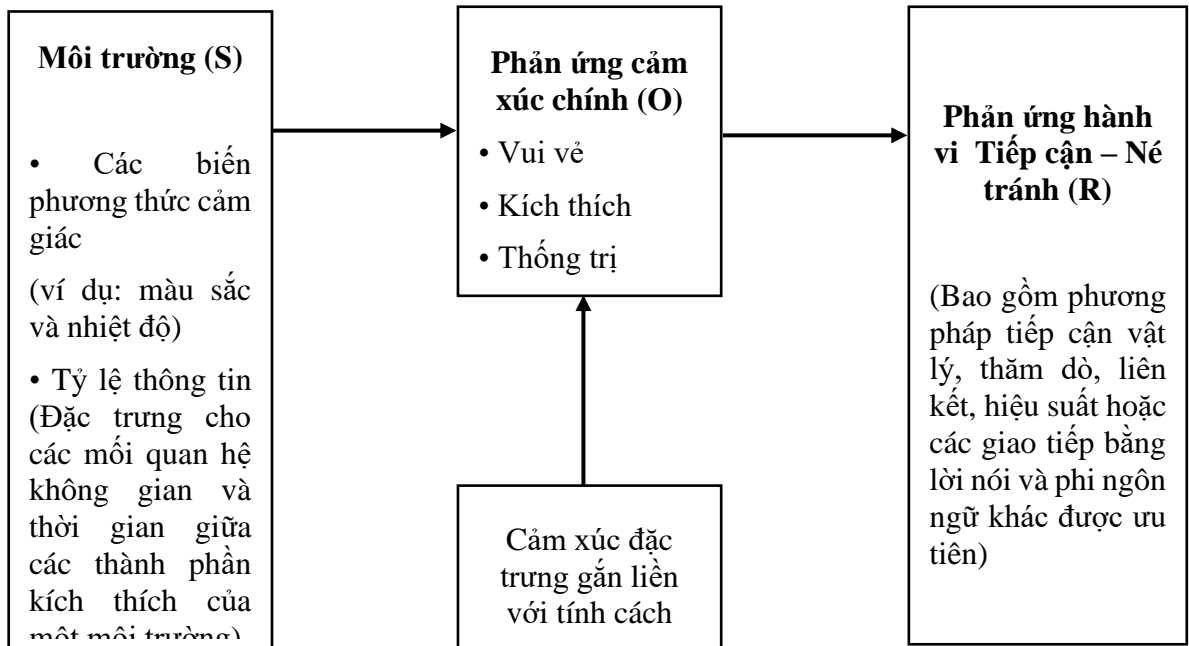 Môi trường (S)
• Các biến
phương thức cảm
giác
(ví dụ: màu sắc
và nhiệt độ)
• Tỷ lệ thông tin
(Đặc trưng cho
các mối quan hệ
không gian và
thời gian giữa
các thành phần
kích thích của
một môi trường)
Phản ứng cảm
xúc chính (O)
• Vui vẻ
• Kích thích
• Thống trị
Cảm xúc đặc
trưng gắn liền
với tính cách
Phản ứng hành
vi Tiếp cận – Né
tránh (R)
(Bao gồm phương
pháp tiếp cận vật
lý, thăm dò, liên
kết, hiệu suất hoặc
các giao tiếp bằng
lời nói và phi ngôn
ngữ khác được ưu
tiên)